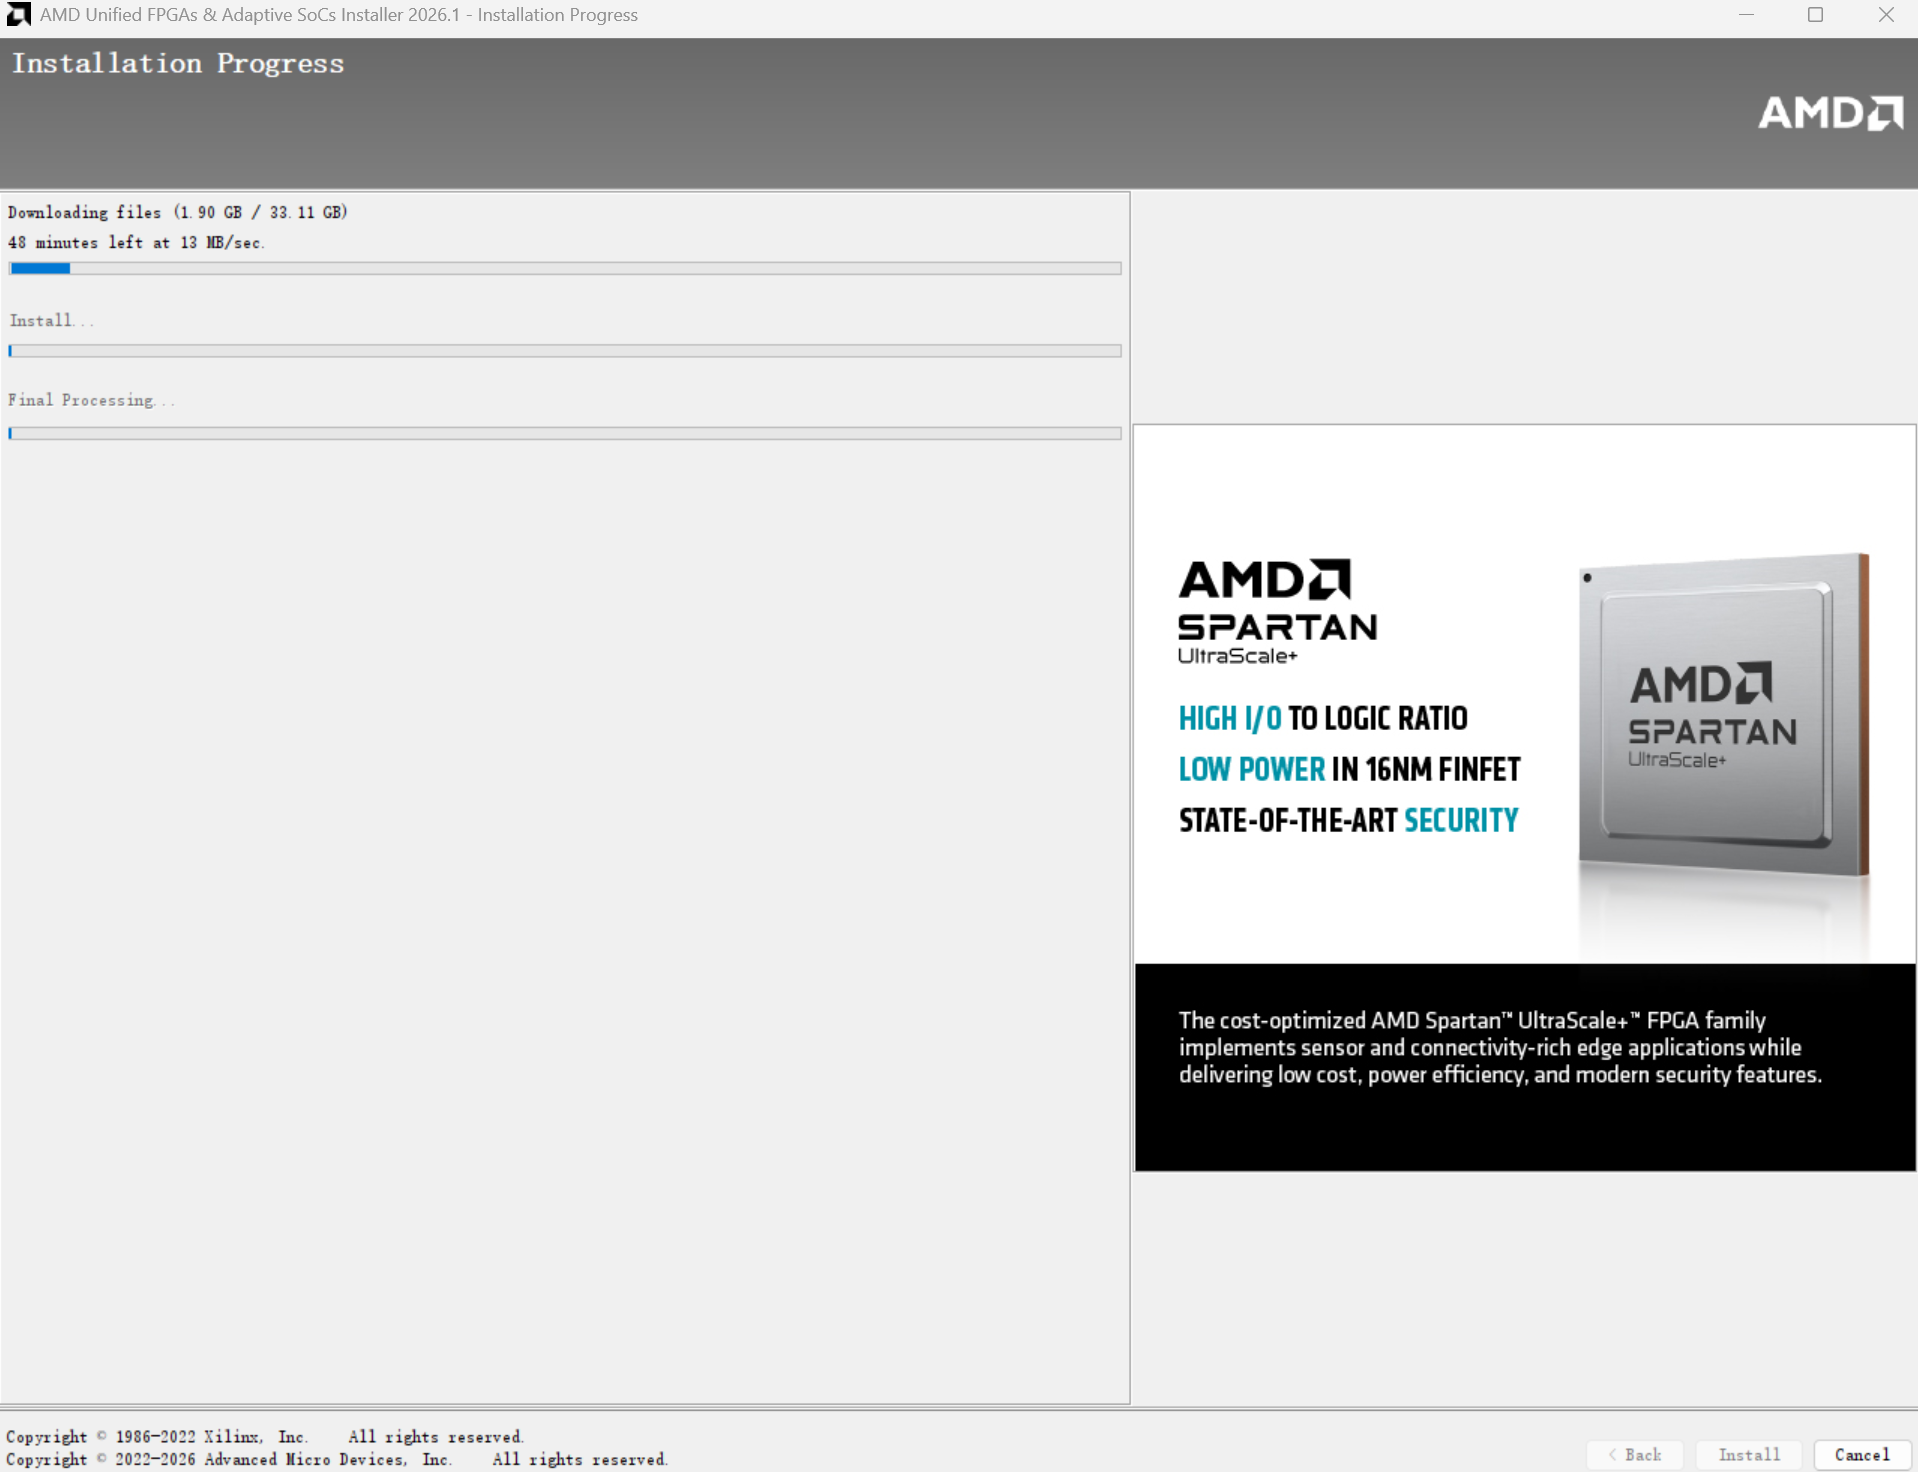 AMD Unified FPGAs & Adaptive SoCs Installer 2026.1 - Installation Progress
Installation Progress
AMD
Downloading files (1.90 GB / 33.11 GB)
48 minutes left at 13 MB/sec.
Install...
Final Processing...
AMD
SPARTAN
UltraScale+
HIGH I/O TO LOGIC RATIO
LOW POWER IN 16NM FINFET
STATE-OF-THE-ART SECURITY
AMD
SPARTAN
UltraScale+
The cost-optimized AMD Spartan™ UltraScale+™ FPGA family
implements sensor and connectivity-rich edge applications while
delivering low cost, power efficiency, and modern security features.
Copyright © 1986-2022 Xilinx, Inc. All rights reserved.
Copyright © 2022-2026 Advanced Micro Devices, Inc. All rights reserved.
< Back
Install
Cancel